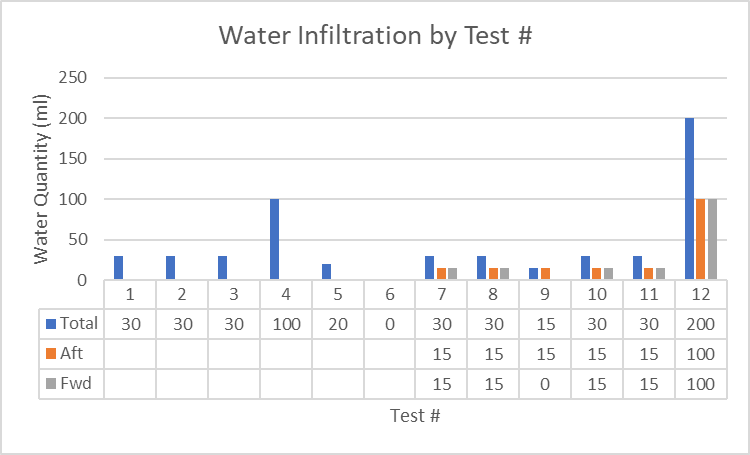 Water Infiltration by Test #
Water Quantity (ml)
250
200
150
100
50
0
1 2 3 4 5 6 7 8 9 10 11 12
Total 30 30 30 100 20 0 30 30 15 30 30 200
Aft 15 15 15 15 15 100
Fwd 15 15 0 15 15 100
Test #